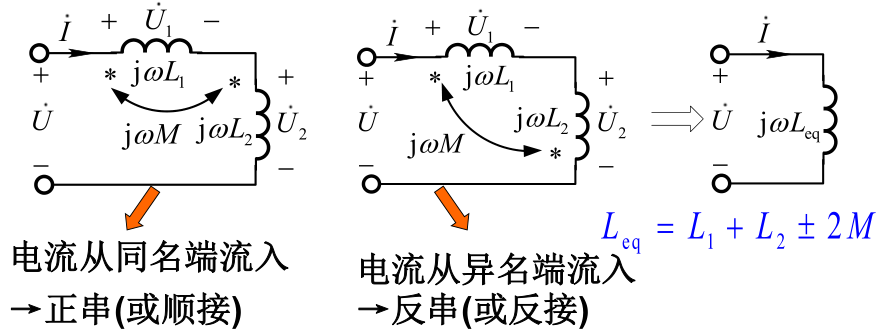 İ + U̇₁ −
* jωL₁ *
+ U̇ −
jωM jωL₂
+ U̇₂ −
电流从同名端流入
→正串(或顺接)
İ + U̇₁ −
* jωL₁
+ U̇ −
jωM jωL₂
*
+ U̇₂ −
电流从异名端流入
→反串(或反接)
İ
+ U̇ −
jωL_eq
L_eq = L₁ + L₂ ± 2M